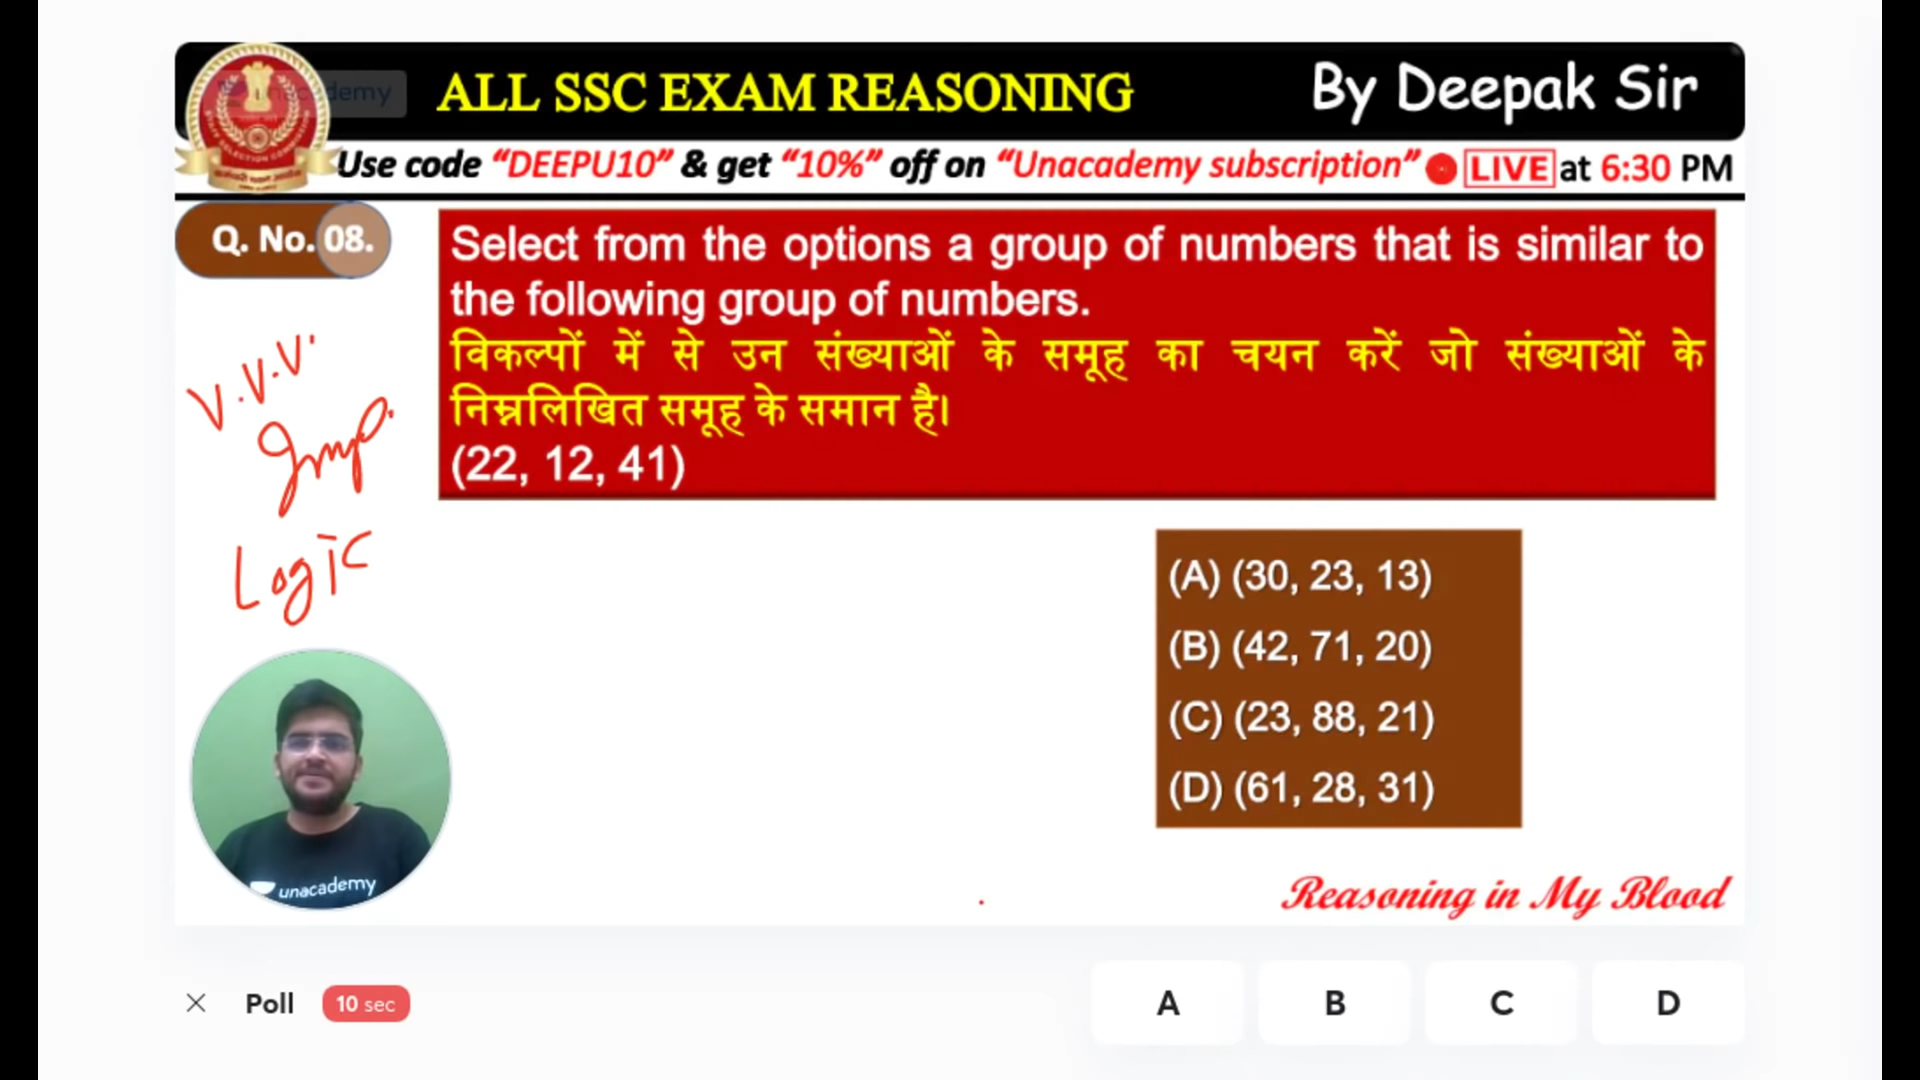 ALL SSC EXAM REASONING
By Deepak Sir
Use code “DEEPU10” & get “10%” off on “Unacademy subscription” LIVE at 6:30 PM
Q. No. 08.
Select from the options a group of numbers that is similar to
the following group of numbers.
विकल्पों में से उन संख्याओं के समूह का चयन करें जो संख्याओं के
निम्नलिखित समूह के समान है।
(22, 12, 41)
V.V.V.
Imp.
Logic
(A) (30, 23, 13)
(B) (42, 71, 20)
(C) (23, 88, 21)
(D) (61, 28, 31)
unacademy
Reasoning in My Blood
Poll
10 sec
A
B
C
D